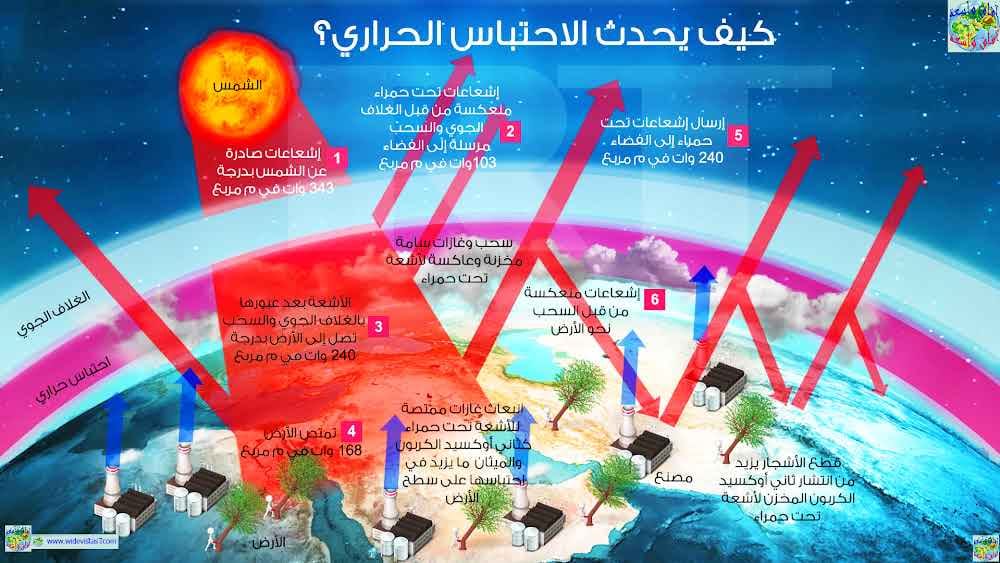 كيف يحدث الاحتباس الحراري؟
الشمس
1
إشعاعات صادرة
عن الشمس بدرجة
343 وات في م مربع
2
إشعاعات تحت حمراء
منعكسة من قبل الغلاف
الجوي والسحب
مرسلة إلى الفضاء
103وات في م مربع
5
إرسال إشعاعات تحت
حمراء إلى الفضاء
240 وات في م مربع
سحب وغازات سامة
مخزنة وعاكسة لأشعة
تحت حمراء
الغلاف الجوي
احتباس حراري
3
الأشعة بعد عبورها
بالغلاف الجوي والسحب
تصل إلى الأرض بدرجة
240 وات في م مربع
6
إشعاعات منعكسة
من قبل السحب
نحو الأرض
4
تمتص الأرض
168 وات في م مربع
انبعاث غازات ممتصة
للأشعة تحت حمراء
كثاني أوكسيد الكربون
والميثان ما يزيد في
احتباسها على سطح
الأرض
مصنع
قطع الأشجار يزيد
من انتشار ثاني أوكسيد
الكربون المخزن لأشعة
تحت حمراء
الأرض